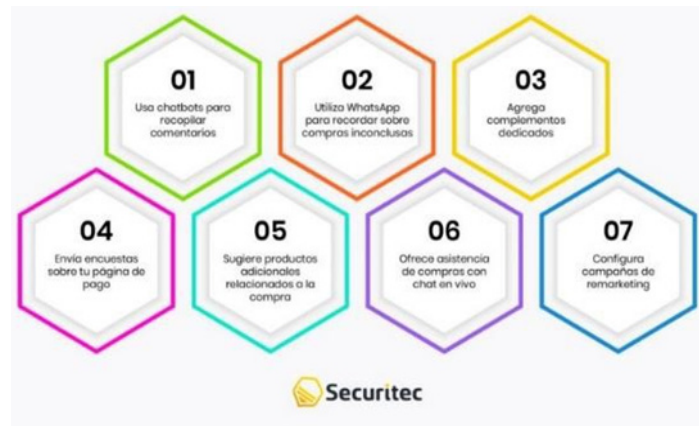 01
Usa chatbots para
recopilar
comentarios
02
Utiliza WhatsApp
para recordar sobre
compras inconclusas
03
Agrega
complementos
dedicados
04
Envía encuestas
sobre tu página de
pago
05
Sugiere productos
adicionales
relacionados a la
compra
06
Ofrece asistencia
de compras con
chat en vivo
07
Configura
campañas de
remarketing
Securitec